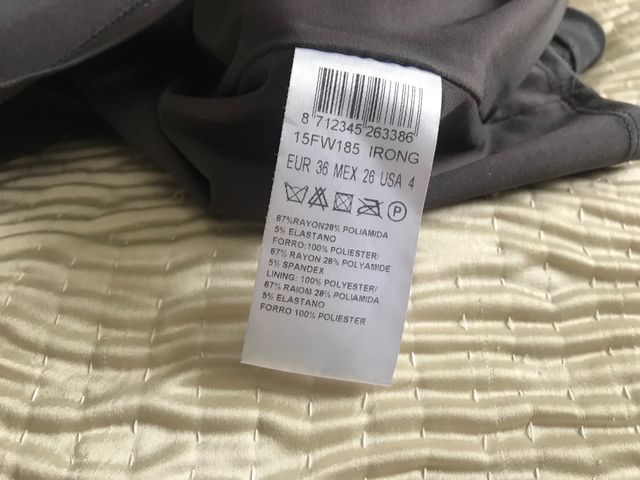 8 712345 263386
15FW185 IRONG
EUR 36 MEX 26 USA 4
P
67%RAYON28% POLIAMIDA
5% ELASTANO
FORRO:100% POLIESTER/
67% RAYON 28% POLYAMIDE
5% SPANDEX
LINING: 100% POLYESTER/
67% RAIOM 28% POLIAMIDA
5% ELASTANO
FORRO 100% POLIESTER